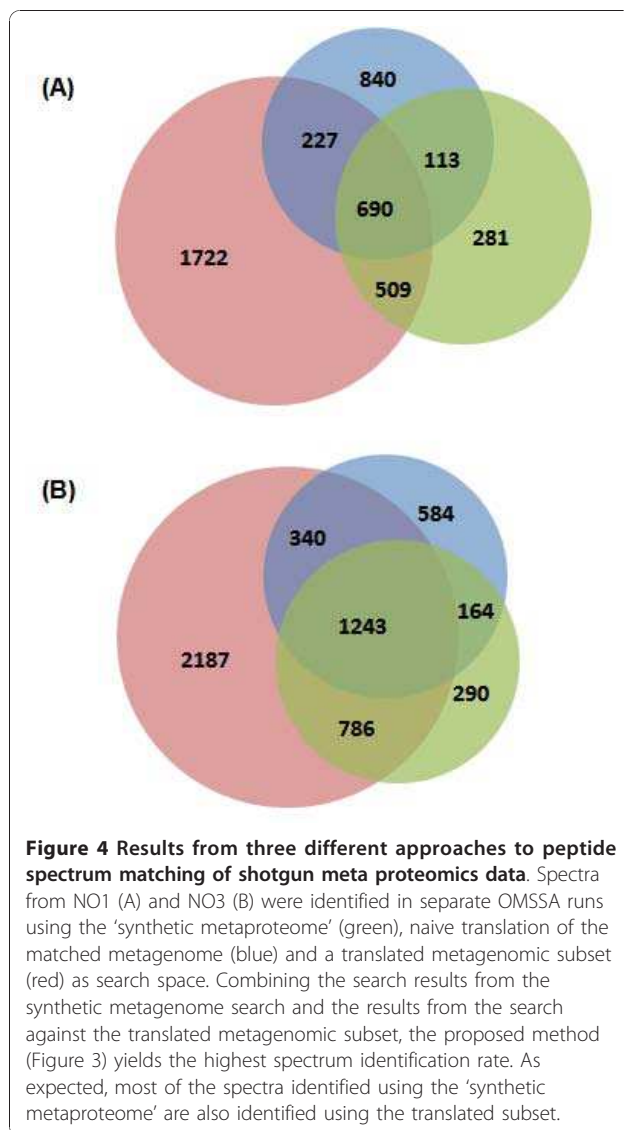 (A)
840
227
113
690
281
1722
509
(B)
584
340
164
1243
2187
290
786
Figure 4 Results from three different approaches to peptide
spectrum matching of shotgun meta proteomics data. Spectra
from NO1 (A) and NO3 (B) were identified in separate OMSSA runs
using the ‘synthetic metaproteome’ (green), naive translation of the
matched metagenome (blue) and a translated metagenomic subset
(red) as search space. Combining the search results from the
synthetic metagenome search and the results from the search
against the translated metagenomic subset, the proposed method
(Figure 3) yields the highest spectrum identification rate. As
expected, most of the spectra identified using the ‘synthetic
metaproteome’ are also identified using the translated subset.